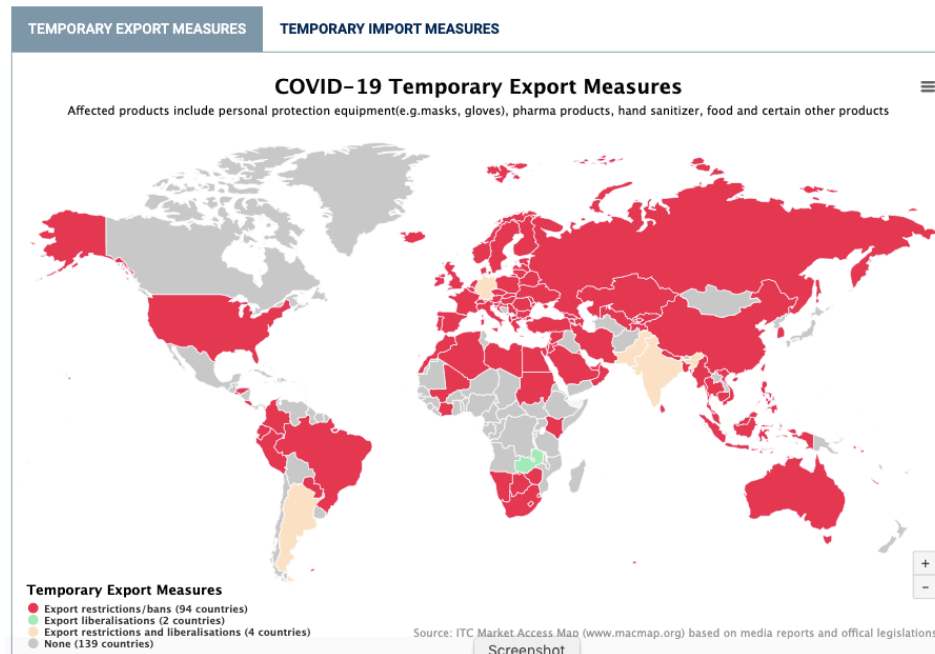 TEMPORARY EXPORT MEASURES TEMPORARY IMPORT MEASURES
COVID-19 Temporary Export Measures
Affected products include personal protection equipment(e.g.masks, gloves), pharma products, hand sanitizer, food and certain other products
+
-
Temporary Export Measures
Export restrictions/bans (94 countries)
Export liberalisations (2 countries)
Export restrictions and liberalisations (4 countries)
None (139 countries)
Source: ITC Market Access Map (www.macmap.org) based on media reports and offical legislations
Screenshot